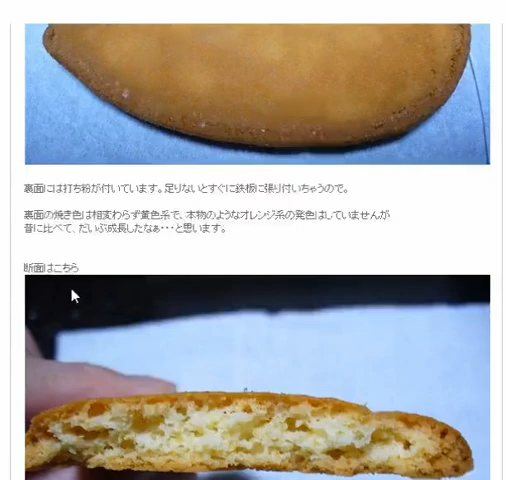 裏面には打ち粉が付いています。足りないとすぐに鉄板に張り付いちゃうので。
裏面の焼き色は相変わらず黄色系で、本物のようなオレンジ系の発色はしていませんが
昔に比べて、だいぶ成長したなぁ・・・と思います。
断面はこちら